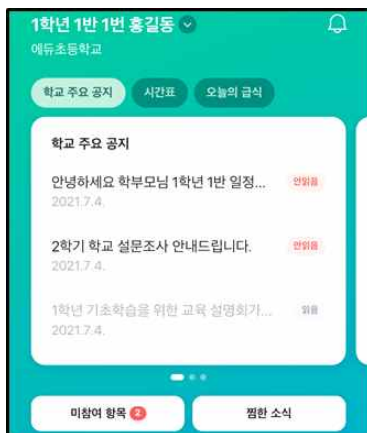 1학년 1반 1번 홍길동
에듀초등학교
학교 주요 공지 시간표 오늘의 급식
학교 주요 공지
안녕하세요 학부모님 1학년 1반 일정... 안읽음
2021.7.4.
2학기 학교 설문조사 안내드립니다. 안읽음
2021.7.4.
1학년 기초학습을 위한 교육 설명회가... 읽음
2021.7.4.
미참여 항목 2 찜한 소식